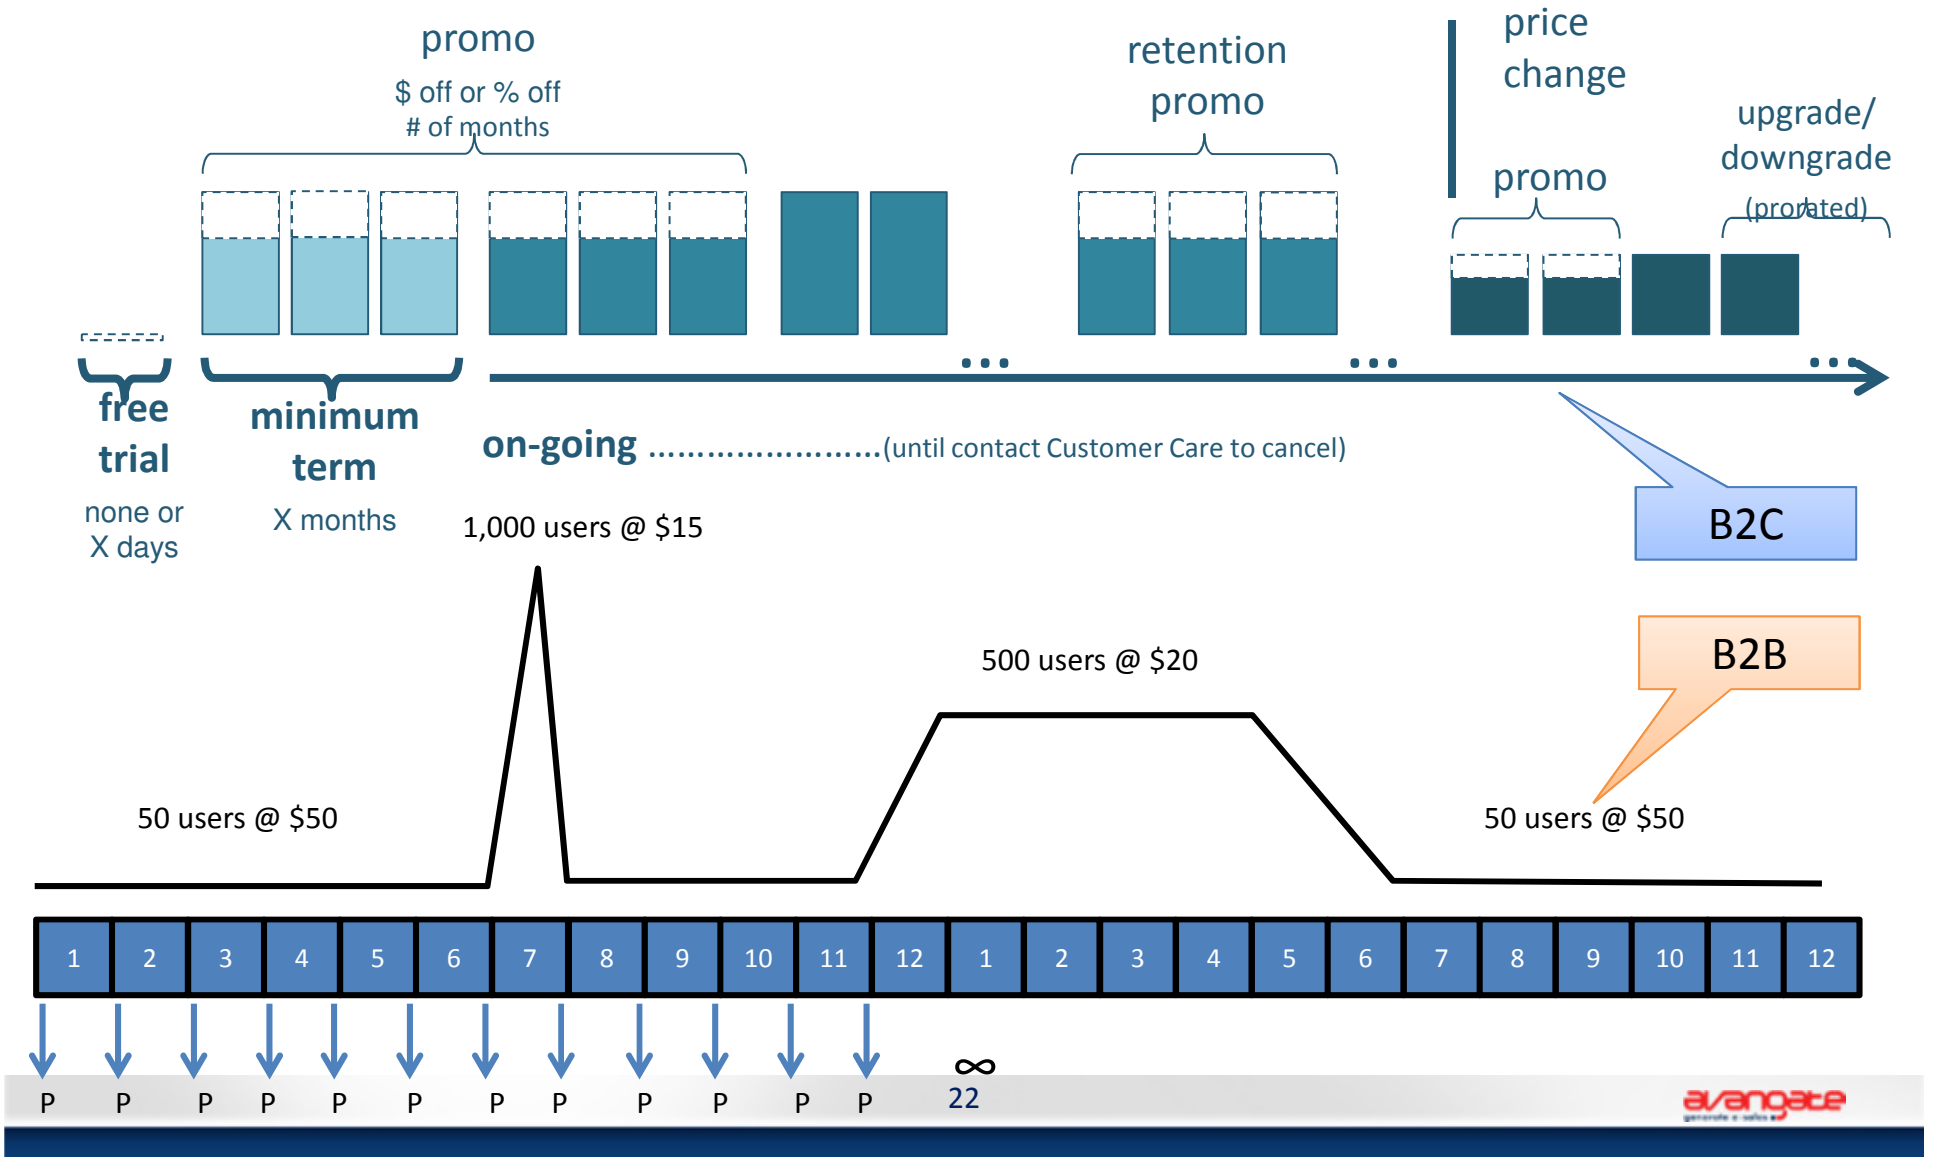 promo
$ off or % off
# of months
retention
promo
price
change
promo
upgrade/
downgrade
(prorated)
...
...
...
free
trial
none or
X days
minimum
term
X months
on-going ........................(until contact Customer Care to cancel)
1,000 users @ $15
B2C
500 users @ $20
B2B
50 users @ $50
50 users @ $50
1 2 3 4 5 6 7 8 9 10 11 12 1 2 3 4 5 6 7 8 9 10 11 12
∞
P P P P P P P P P P P P
22
avangate
generate e-sales